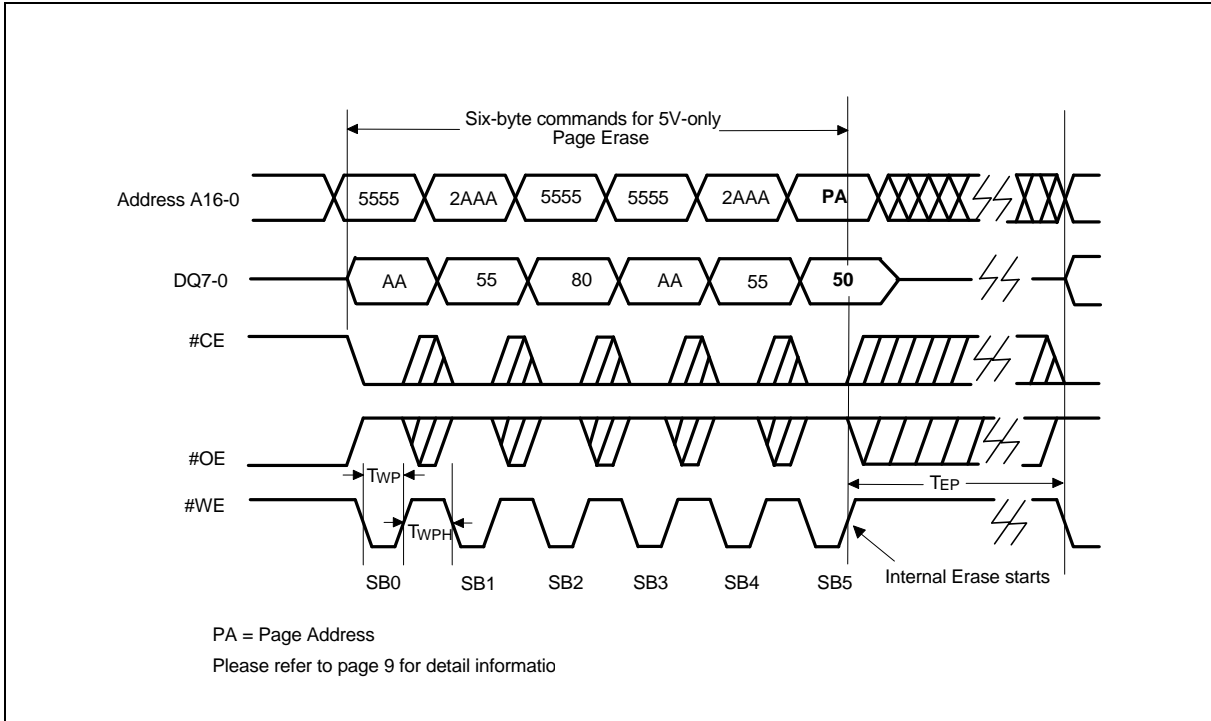 Six-byte commands for 5V-only
Page Erase
Address A16-0 5555 2AAA 5555 5555 2AAA PA
DQ7-0 AA 55 80 AA 55 50
#CE
#OE
TWP
TEP
#WE
TWPH
SB0 SB1 SB2 SB3 SB4 SB5 Internal Erase starts
PA = Page Address
Please refer to page 9 for detail informatio